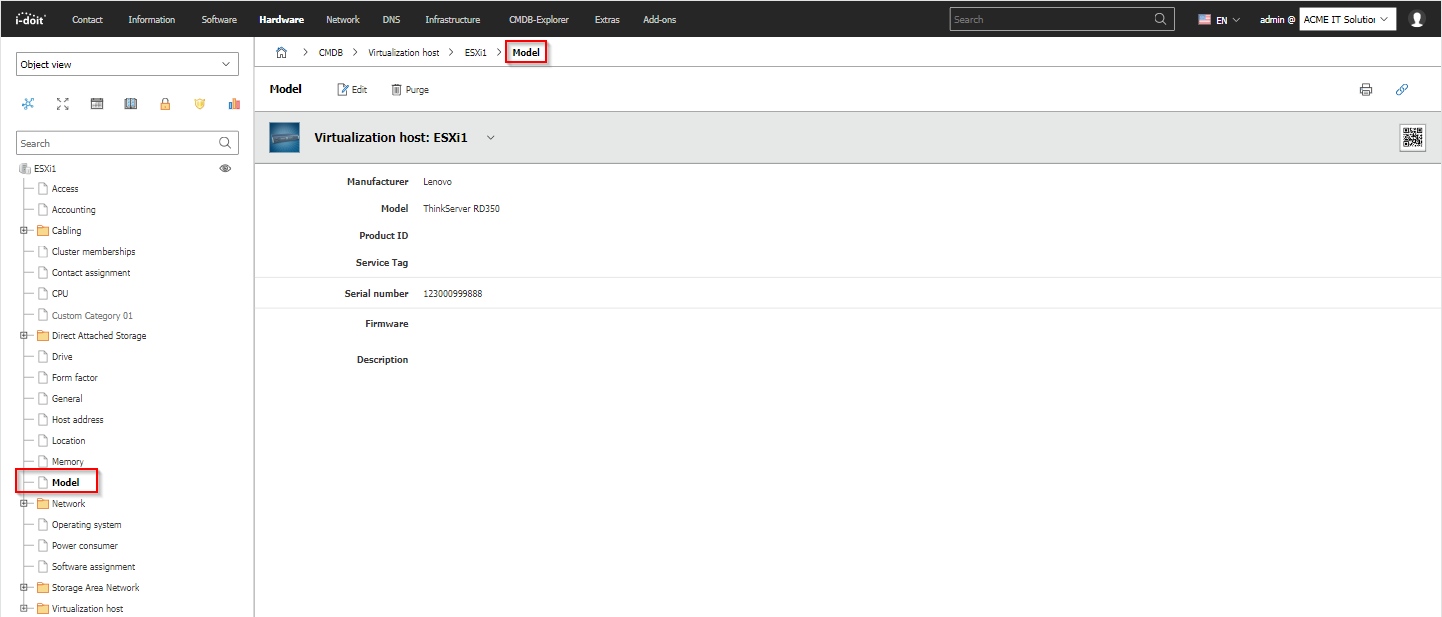 i-doit Contact Information Software Hardware Network DNS Infrastructure CMDB-Explorer Extras Add-ons Search EN admin @ ACME IT Solutior
Object view
CMDB Virtualization host ESXi1 Model
Model Edit Purge
Virtualization host: ESXi1
Search
ESXi1
Access
Accounting
Cabling
Cluster memberships
Contact assignment
CPU
Custom Category 01
Direct Attached Storage
Drive
Form factor
General
Host address
Location
Memory
Model
Network
Operating system
Power consumer
Software assignment
Storage Area Network
Virtualization host
Manufacturer Lenovo
Model ThinkServer RD350
Product ID
Service Tag
Serial number 123000999888
Firmware
Description